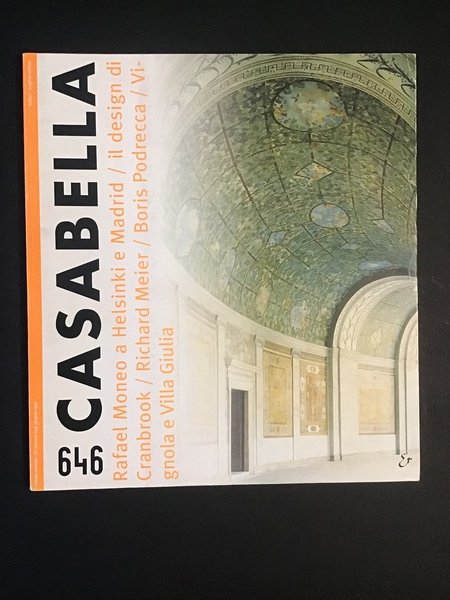 CASABELLA
646
Rafael Moneo a Helsinki e Madrid / il design di
Cranbrook / Richard Meier / Boris Podrecca / Vi-
gnola e Villa Giulia